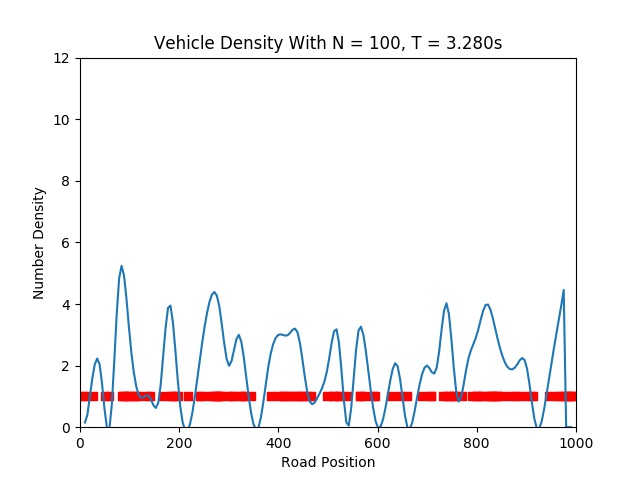 Vehicle Density With N = 100, T = 3.280s
12
10
8
6
4
2
0
Number Density
0 200 400 600 800 1000
Road Position